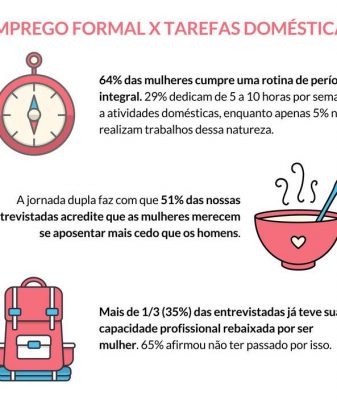 MPREGO FORMAL X TAREFAS DOMÉSTICA
64% das mulheres cumpre uma rotina de perío
integral. 29% dedicam de 5 a 10 horas por sema
a atividades domésticas, enquanto apenas 5% n
realizam trabalhos dessa natureza.
A jornada dupla faz com que 51% das nossas
trevistadas acredite que as mulheres merecem
se aposentar mais cedo que os homens.
Mais de 1/3 (35%) das entrevistadas já teve sua
capacidade profissional rebaixada por ser
mulher. 65% afirmou não ter passado por isso.